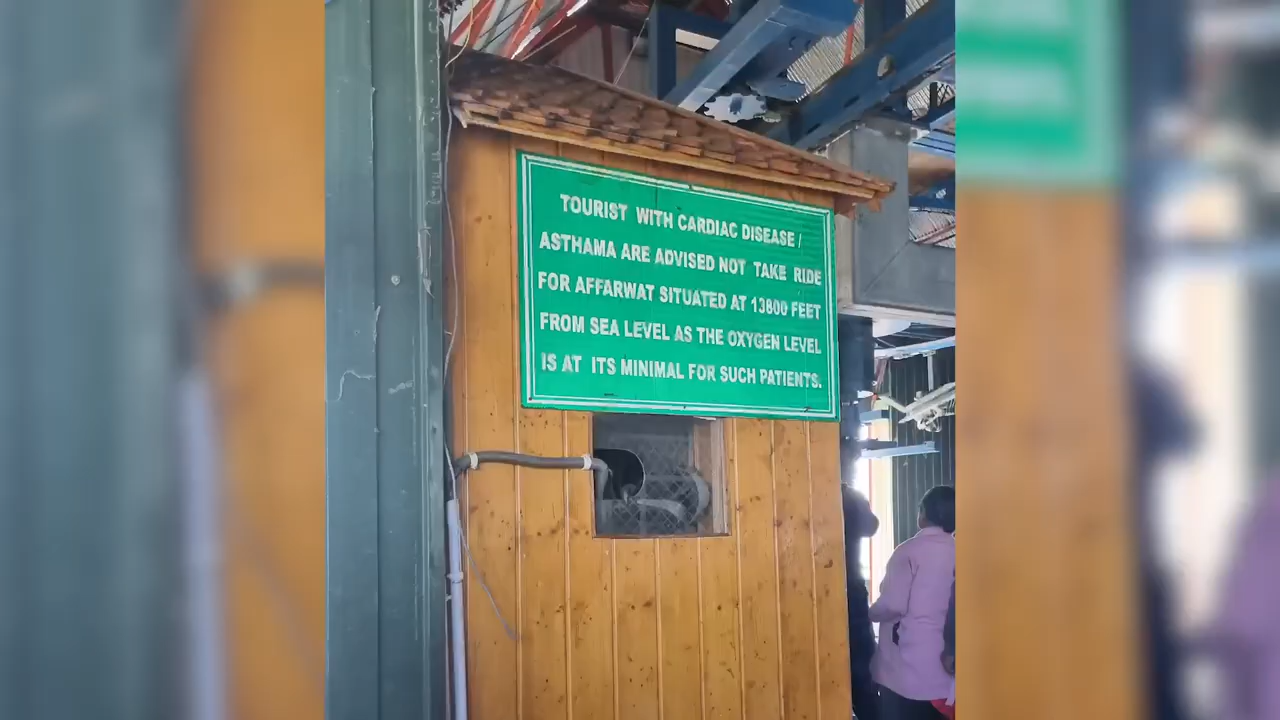 TOURIST WITH CARDIAC DISEASE /
ASTHAMA ARE ADVISED NOT TAKE RIDE
FOR AFFARWAT SITUATED AT 13800 FEET
FROM SEA LEVEL AS THE OXYGEN LEVEL
IS AT ITS MINIMAL FOR SUCH PATIENTS.